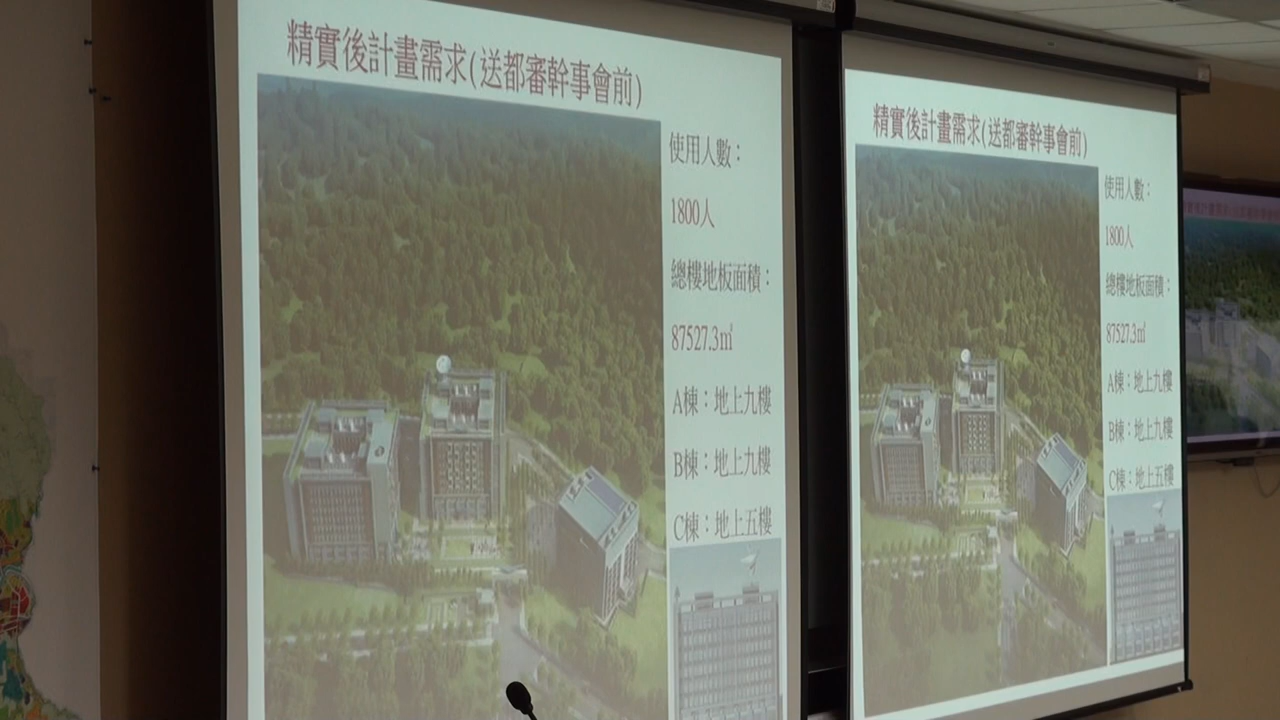 精實後計畫需求(送都審幹事會前)
使用人數：
1800人
總樓地板面積：
87527.3㎡
A棟：地上九樓
B棟：地上九樓
C棟：地上五樓
精實後計畫需求(送都審幹事會前)
使用人數：
1800人
總樓地板面積：
87527.3㎡
A棟：地上九樓
B棟：地上九樓
C棟：地上五樓